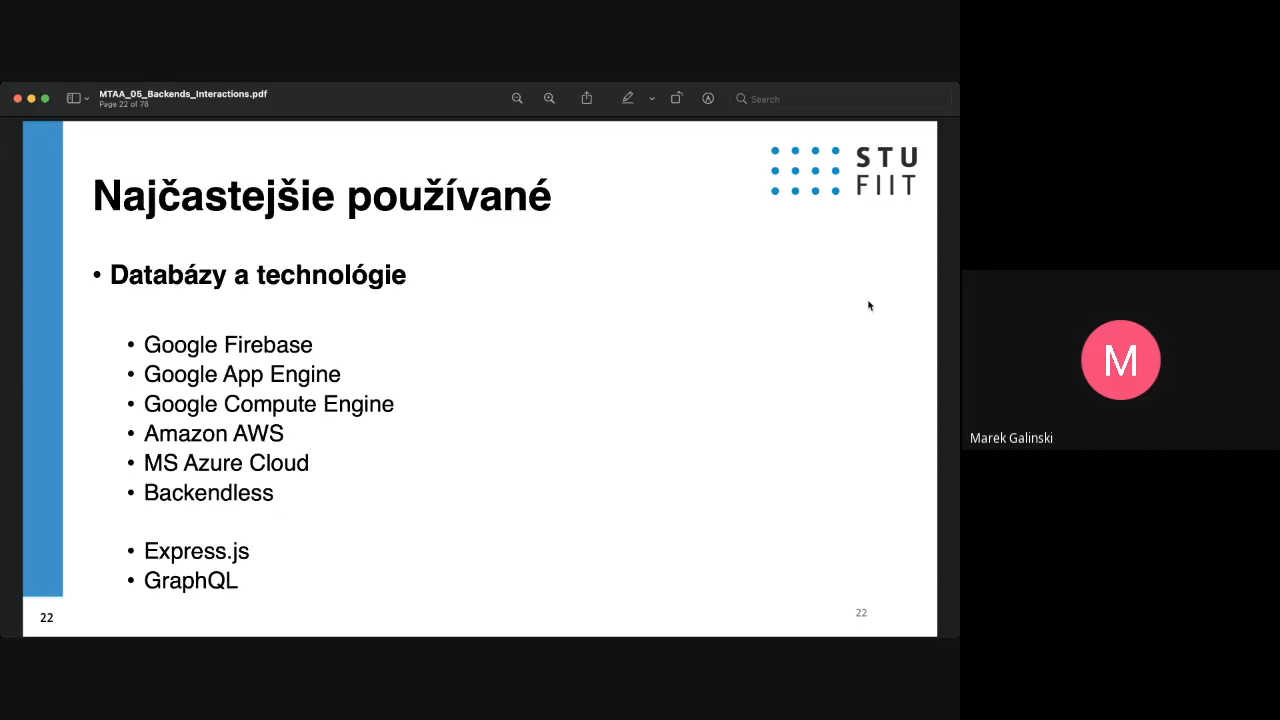 MTAA_05_Backends_Interactions.pdf
Page 22 of 78
Search
STU
FIIT
Najčastejšie používané
• Databázy a technológie
• Google Firebase
• Google App Engine
• Google Compute Engine
• Amazon AWS
• MS Azure Cloud
• Backendless
• Express.js
• GraphQL
22
22
M
Marek Galinski